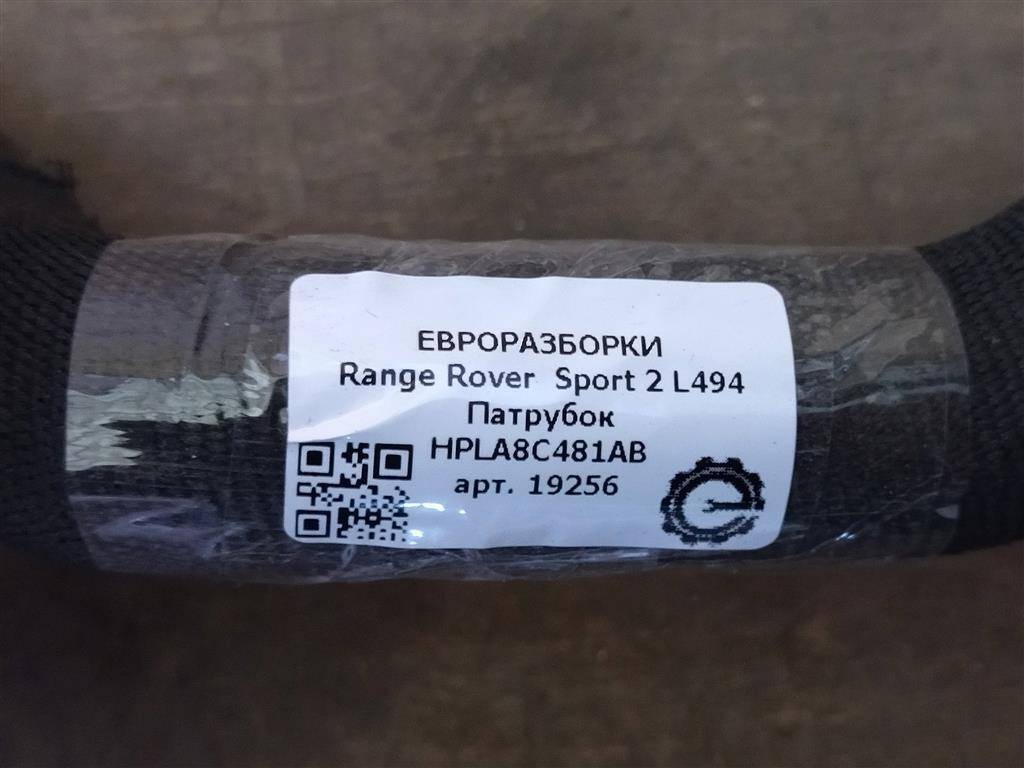 ЕВРОРАЗБОРКИ
Range Rover Sport 2 L494
Патрубок
HPLA8C481AB
арт. 19256